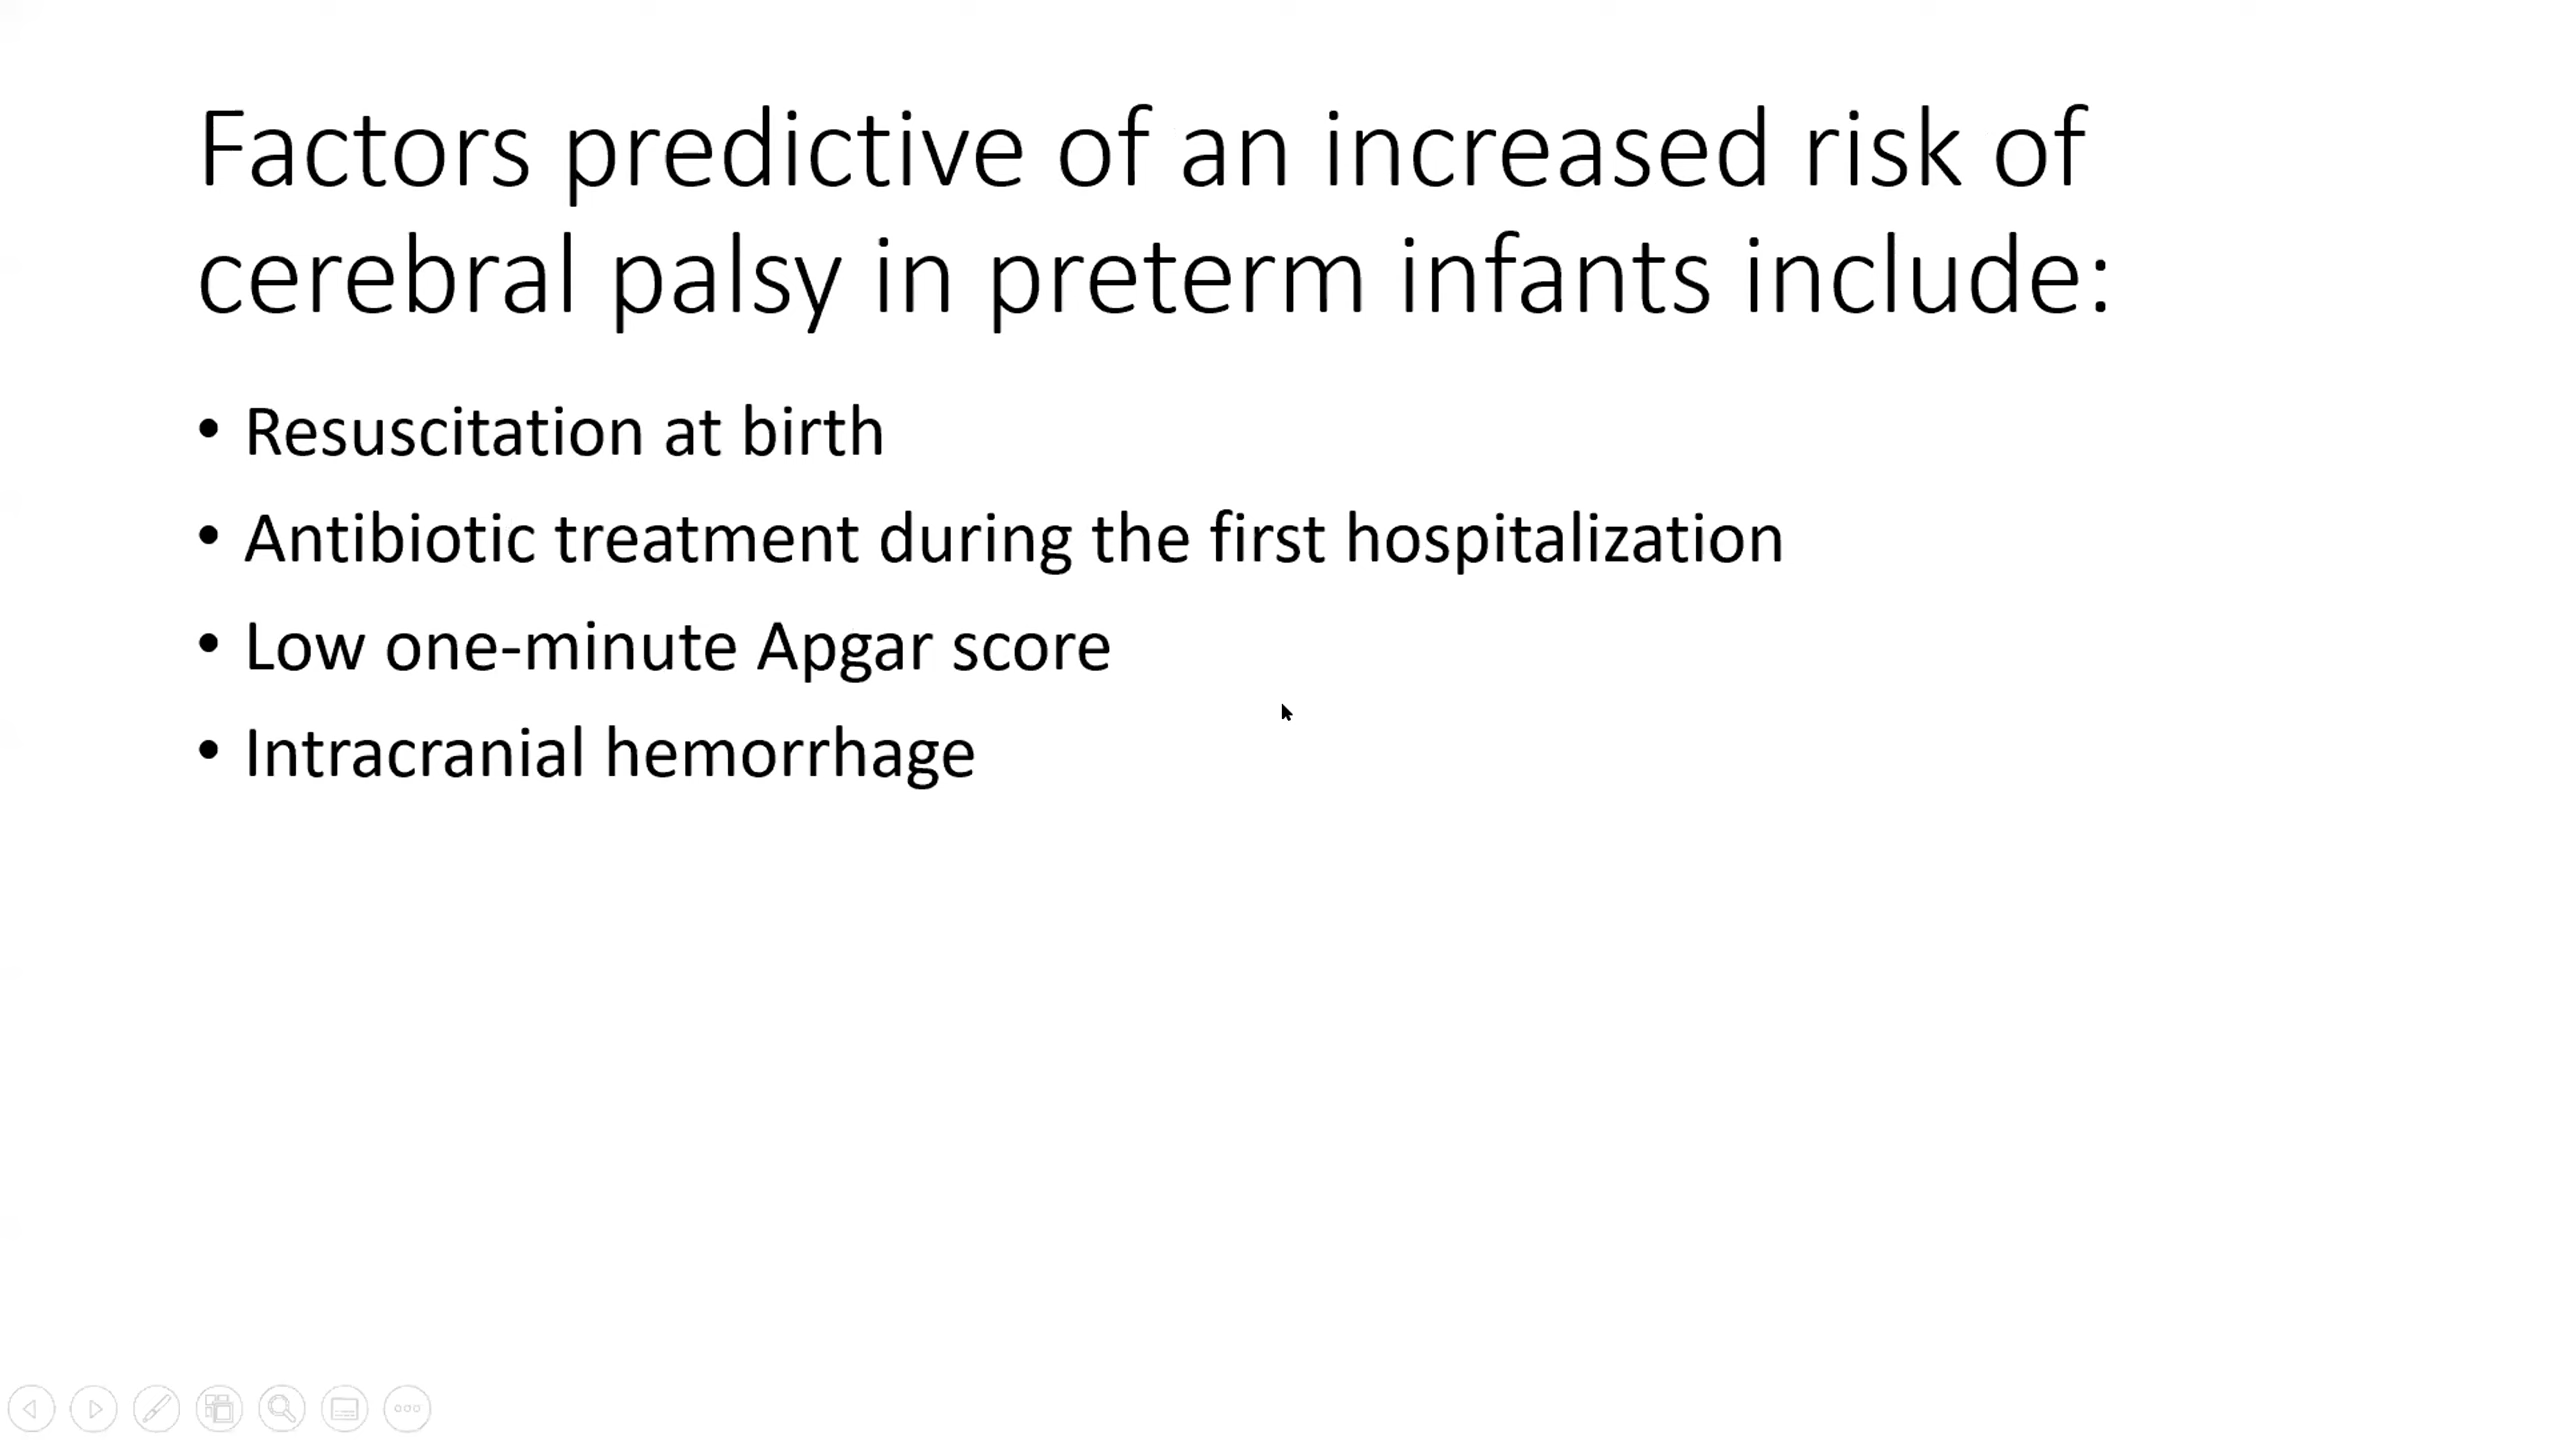 Factors predictive of an increased risk of
cerebral palsy in preterm infants include:
• Resuscitation at birth
• Antibiotic treatment during the first hospitalization
• Low one-minute Apgar score
• Intracranial hemorrhage